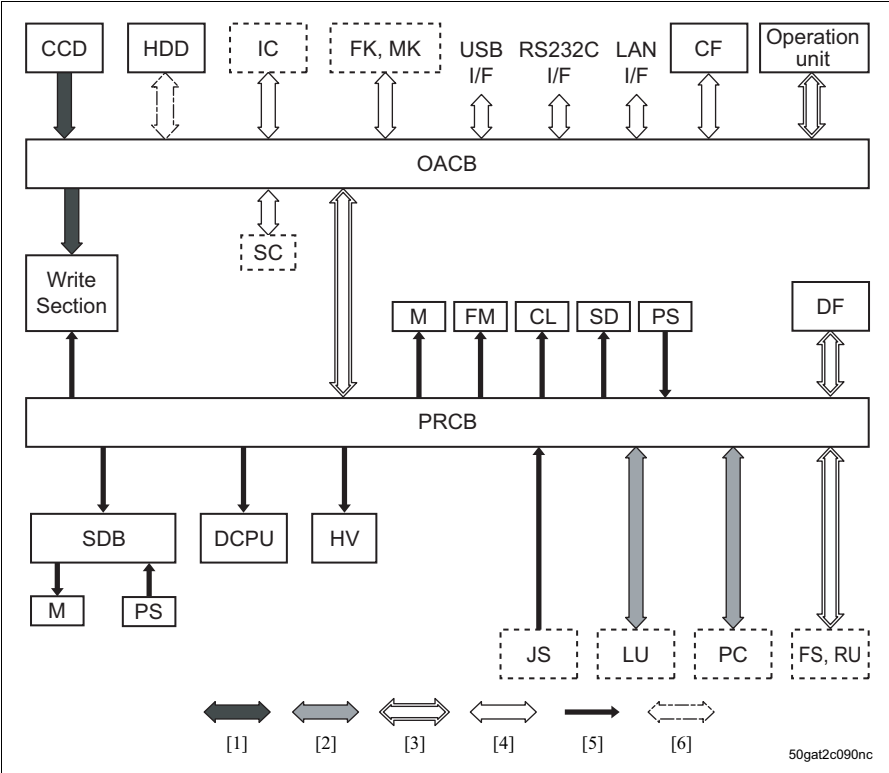 CCD
HDD
IC
FK, MK
USB
I/F
RS232C
I/F
LAN
I/F
CF
Operation
unit
OACB
SC
Write
Section
M
FM
CL
SD
PS
DF
PRCB
SDB
DCPU
HV
M
PS
JS
LU
PC
FS, RU
[1]
[2]
[3]
[4]
[5]
[6]
50gat2c090nc